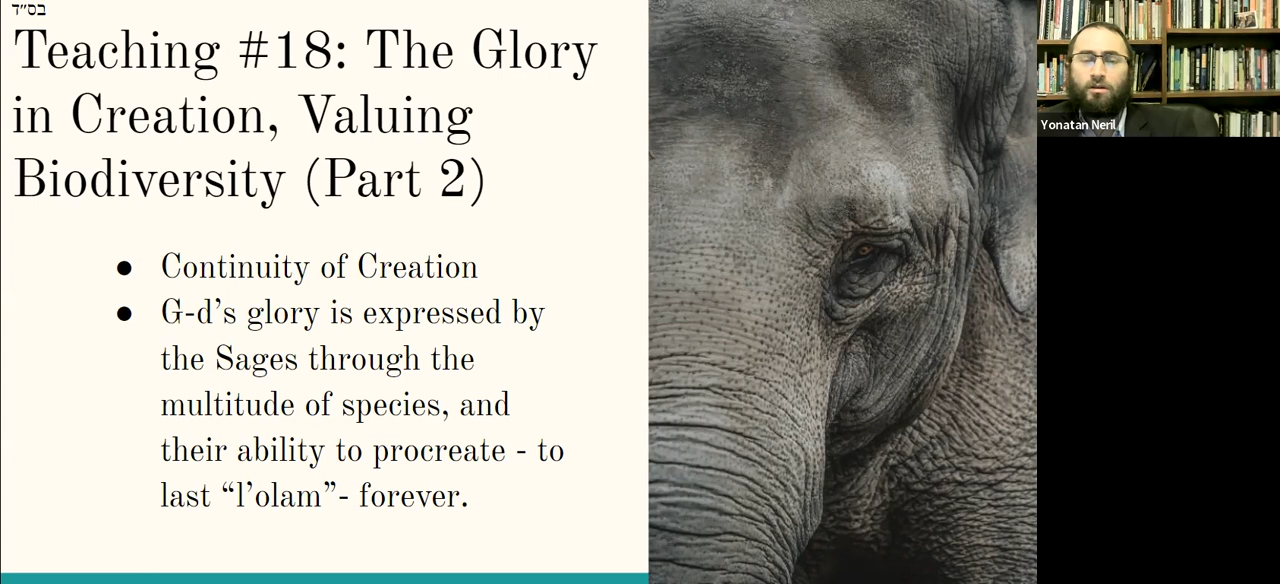 בס״ד
Teaching #18: The Glory
in Creation, Valuing
Biodiversity (Part 2)
● Continuity of Creation
● G-d’s glory is expressed by
the Sages through the
multitude of species, and
their ability to procreate - to
last “l’olam”- forever.
Yonatan Neril